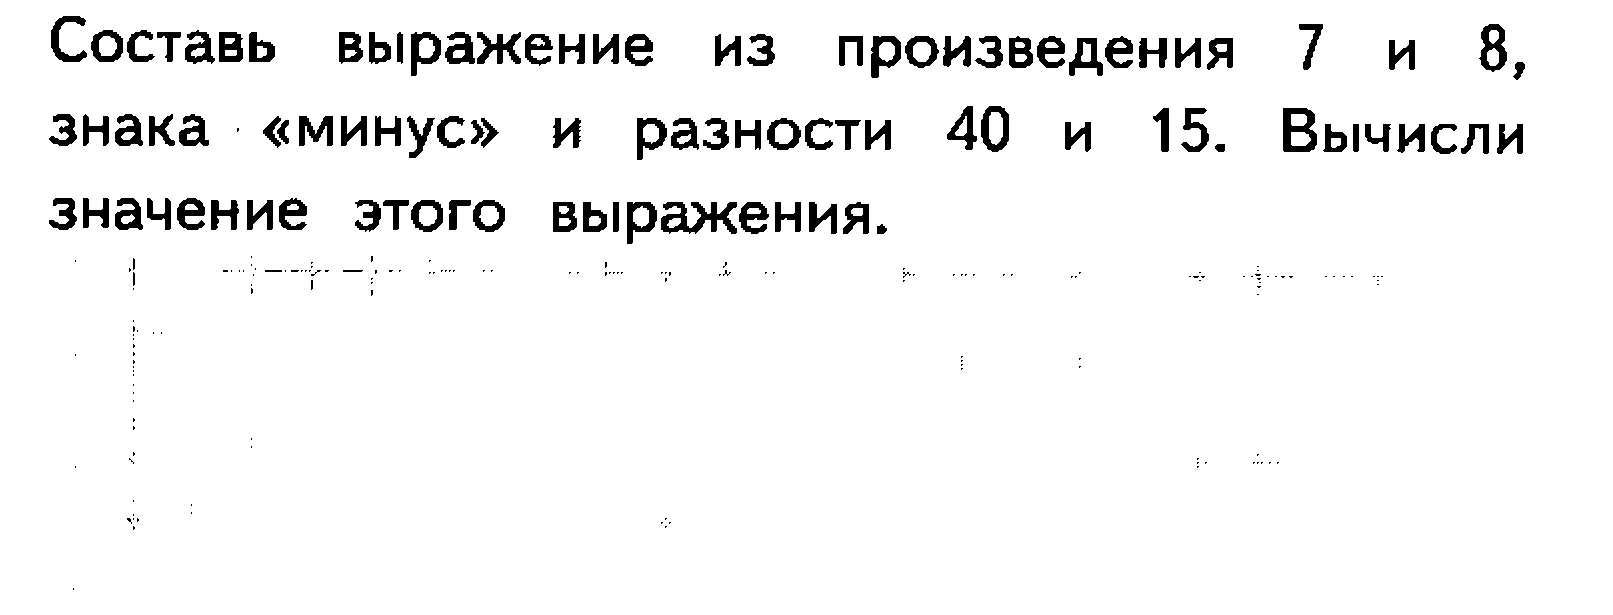 Составь выражение из произведения 7 и 8,
знака «минус» и разности 40 и 15. Вычисли
значение этого выражения.